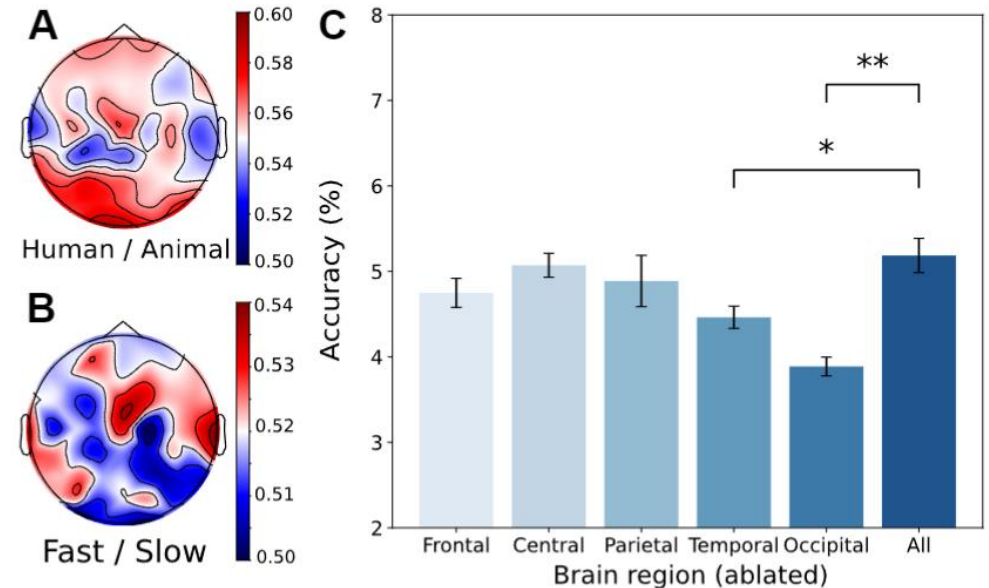 A
0.60
0.58
0.56
0.54
0.52
0.50
Human / Animal
B
0.54
0.53
0.52
0.51
0.50
Fast / Slow
C
8
7
6
5
4
3
2
Accuracy (%)
**
*
Frontal Central Parietal Temporal Occipital All
Brain region (ablated)